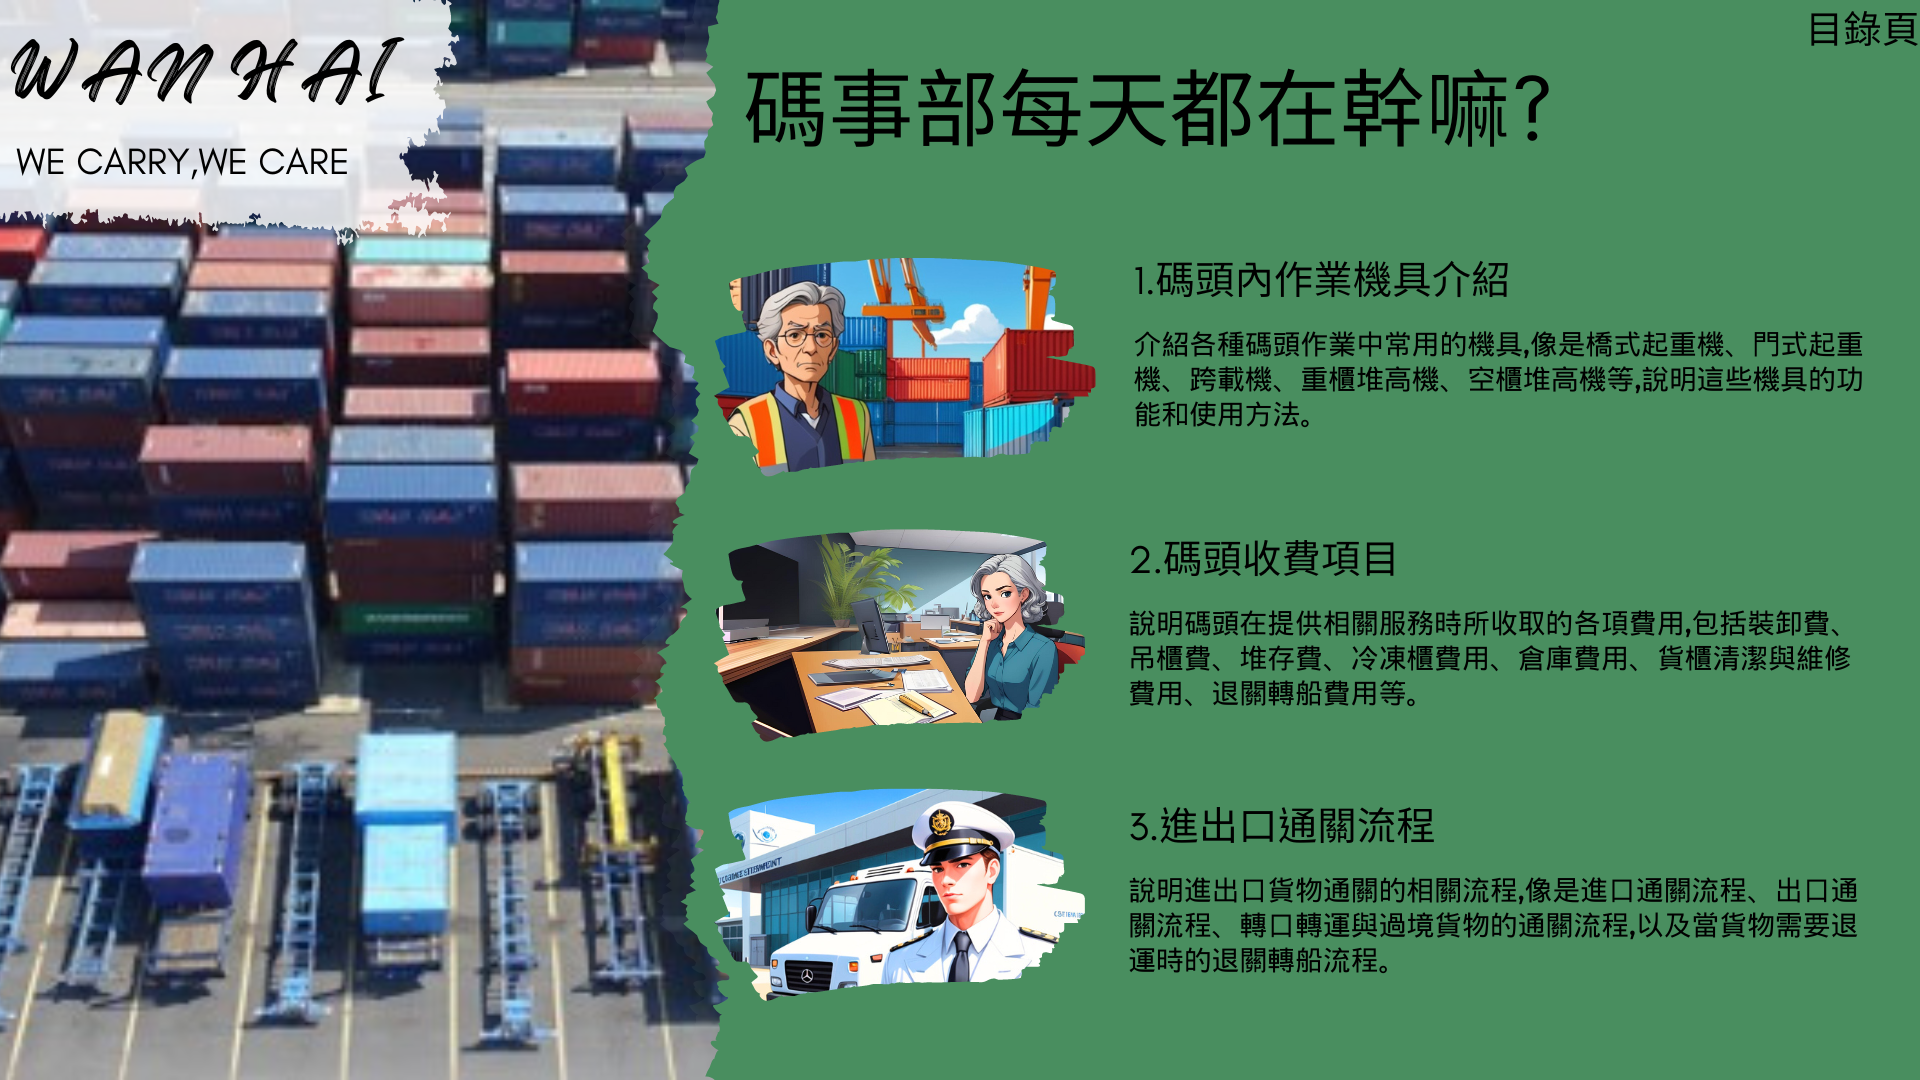 WAN HAI
WE CARRY,WE CARE
目錄頁
碼事部每天都在幹嘛?
1.碼頭內作業機具介紹
介紹各種碼頭作業中常用的機具,像是橋式起重機、門式起重
機、跨載機、重櫃堆高機、空櫃堆高機等,說明這些機具的功
能和使用方法。
2.碼頭收費項目
說明碼頭在提供相關服務時所收取的各項費用,包括裝卸費、
吊櫃費、堆存費、冷凍櫃費用、倉庫費用、貨櫃清潔與維修
費用、退關轉船費用等。
3.進出口通關流程
說明進出口貨物通關的相關流程,像是進口通關流程、出口通
關流程、轉口轉運與過境貨物的通關流程,以及當貨物需要退
運時的退關轉船流程。